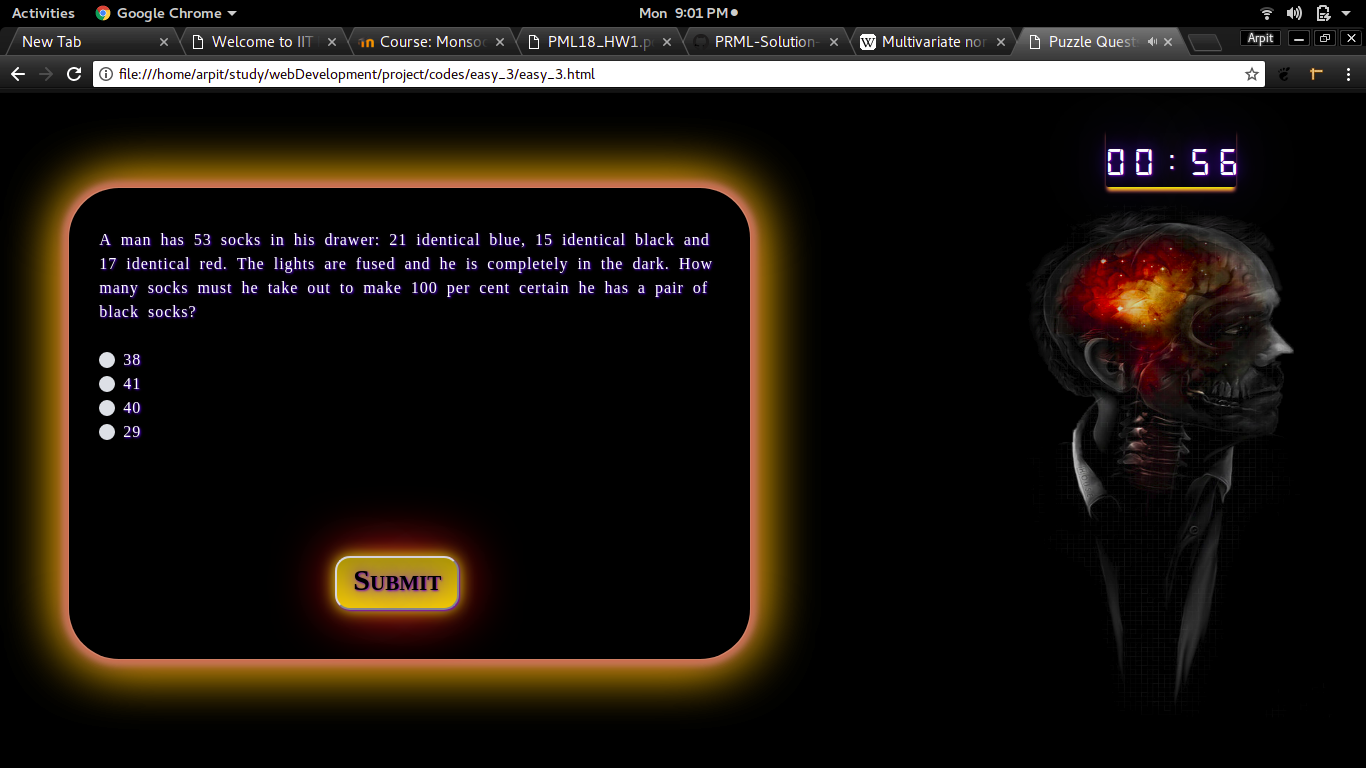 Activities Google Chrome Mon 9:01 PM
New Tab Welcome to IIT Course: Monsoo PML18_HW1.p PRML-Solution- Multivariate nor Puzzle Quest Arpit
file:///home/arpit/study/webDevelopment/project/codes/easy_3/easy_3.html
00:56
A man has 53 socks in his drawer: 21 identical blue, 15 identical black and
17 identical red. The lights are fused and he is completely in the dark. How
many socks must he take out to make 100 per cent certain he has a pair of
black socks?
38
41
40
29
Submit